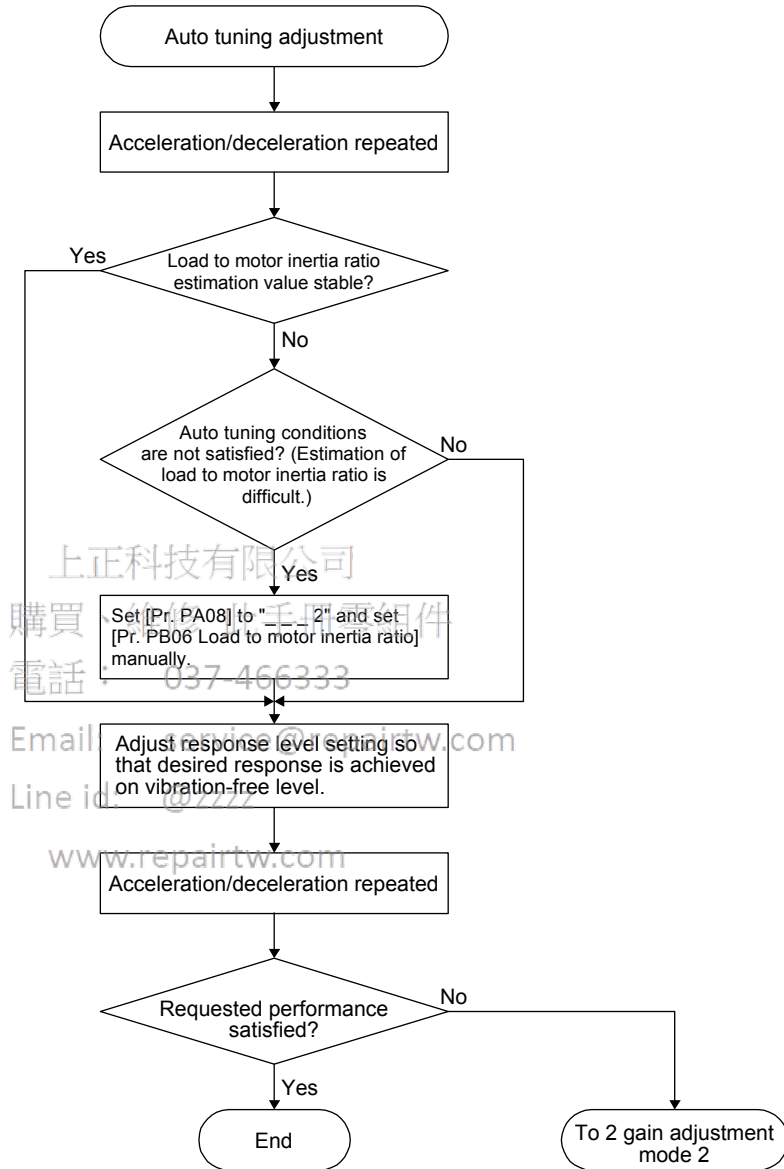 Auto tuning adjustment
Acceleration/deceleration repeated
Yes
Load to motor inertia ratio
estimation value stable?
No
Auto tuning conditions
are not satisfied? (Estimation of
load to motor inertia ratio is
difficult.)
No
上正科技有限公司
Yes
購買、維修 此手冊零組件
Set [Pr. PA08] to "_ _ _ 2" and set
[Pr. PB06 Load to motor inertia ratio]
manually.
電話： 037-466333
Email: service@repairtw.com
Adjust response level setting so
that desired response is achieved
on vibration-free level.
Line id: @zzzz
www.repairtw.com
Acceleration/deceleration repeated
Requested performance
satisfied?
No
Yes
End
To 2 gain adjustment
mode 2